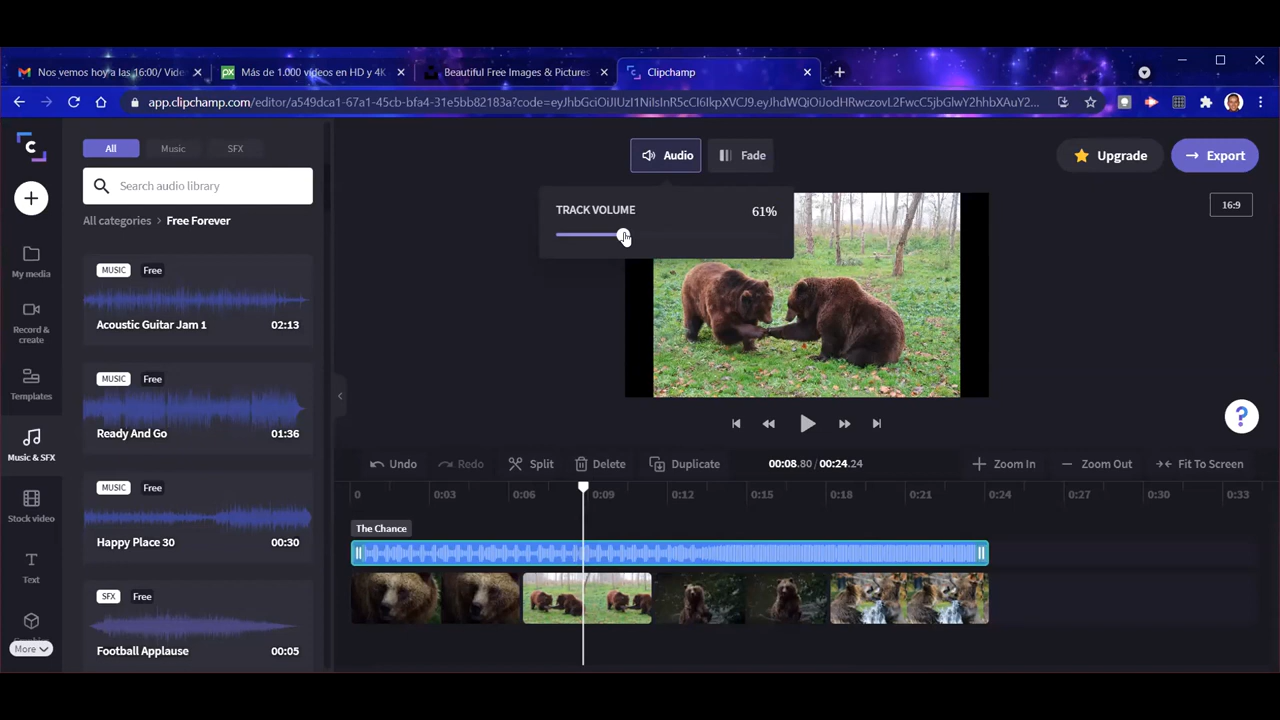 Nos vemos hoy a las 16:00/ Vide
Más de 1.000 vídeos en HD y 4K
Beautiful Free Images & Pictures
Clipchamp
app.clipchamp.com/editor/a549dca1-67a1-45cb-bfa4-31e5bb82183a?code=eyJhbGciOiJIUzI1NiIsInR5cCI6IkpXVCJ9.eyJhdWQiOiJodHRwczovL2FwcC5jbGlwY2hhbXAuY2...
All
Music
SFX
Audio
Fade
Upgrade
Export
Search audio library
TRACK VOLUME
61%
16:9
All categories > Free Forever
My media
Record & create
Templates
Music & SFX
Stock video
Text
More
MUSIC Free
Acoustic Guitar Jam 1 02:13
MUSIC Free
Ready And Go 01:36
MUSIC Free
Happy Place 30 00:30
SFX Free
Football Applause 00:05
?
Undo
Redo
Split
Delete
Duplicate
00:08.80 / 00:24.24
Zoom In
Zoom Out
Fit To Screen
0 0:03 0:06 0:09 0:12 0:15 0:18 0:21 0:24 0:27 0:30 0:33
The Chance